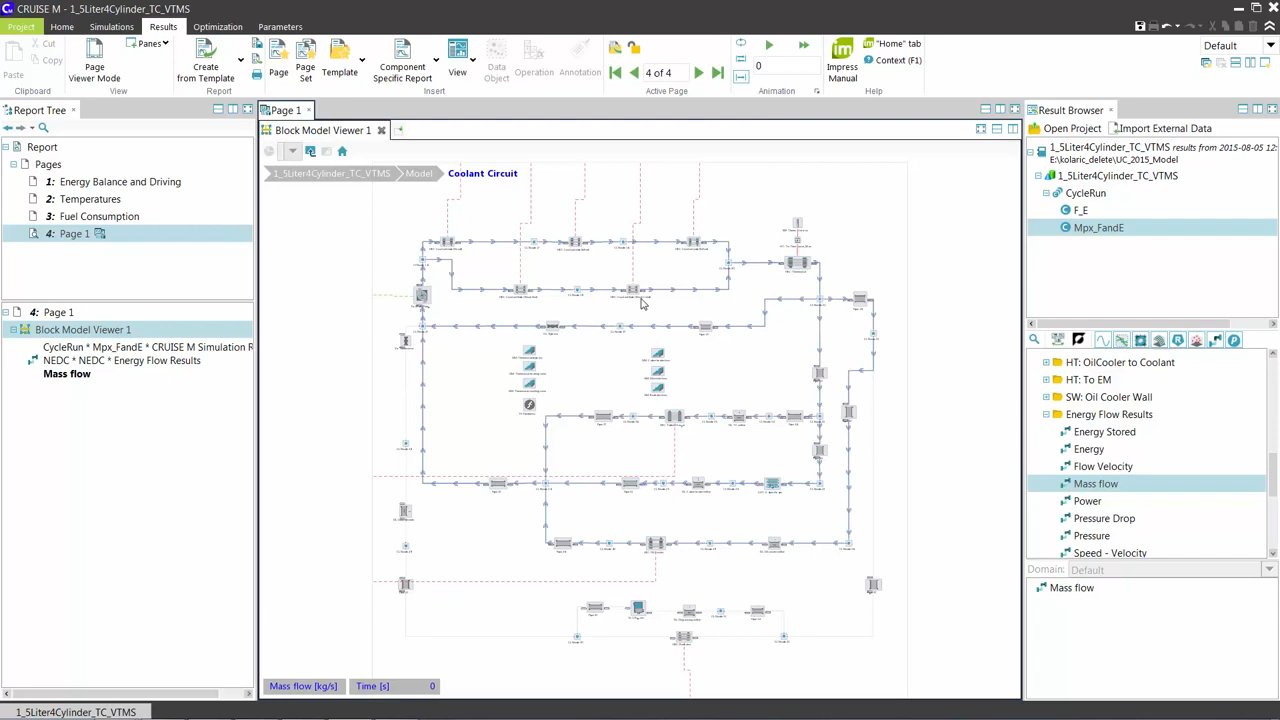 CRUISE M - 1_5Liter4Cylinder_TC_VTMS
Project Home Simulations Results Optimization Parameters
Paste
Cut
Copy
Clipboard
Page Viewer Mode
Panes
View
Create from Template
Report
Page
Page Set
Template
Component Specific Report
View
Data Object
Operation
Annotation
Insert
4 of 4
Active Page
0
Animation
Impress Manual
"Home" tab
Context (F1)
Help
Default
Report Tree
Report
Pages
1: Energy Balance and Driving
2: Temperatures
3: Fuel Consumption
4: Page 1
4: Page 1
Block Model Viewer 1
CycleRun * Mpx_FandE * CRUISE M Simulation R
NEDC * NEDC * Energy Flow Results
Mass flow
Page 1
Block Model Viewer 1
1_5Liter4Cylinder_TC_VTMS Model Coolant Circuit
Mass flow [kg/s] Time [s] 0
Result Browser
Open Project Import External Data
1_5Liter4Cylinder_TC_VTMS results from 2015-08-05 12:
E:\kolaric_delete\UC_2015_Model
1_5Liter4Cylinder_TC_VTMS
CycleRun
F_E
Mpx_FandE
HT: OilCooler to Coolant
HT: To EM
SW: Oil Cooler Wall
Energy Flow Results
Energy Stored
Energy
Flow Velocity
Mass flow
Power
Pressure Drop
Pressure
Speed - Velocity
Domain: Default
Mass flow
1_5Liter4Cylinder_TC_VTMS